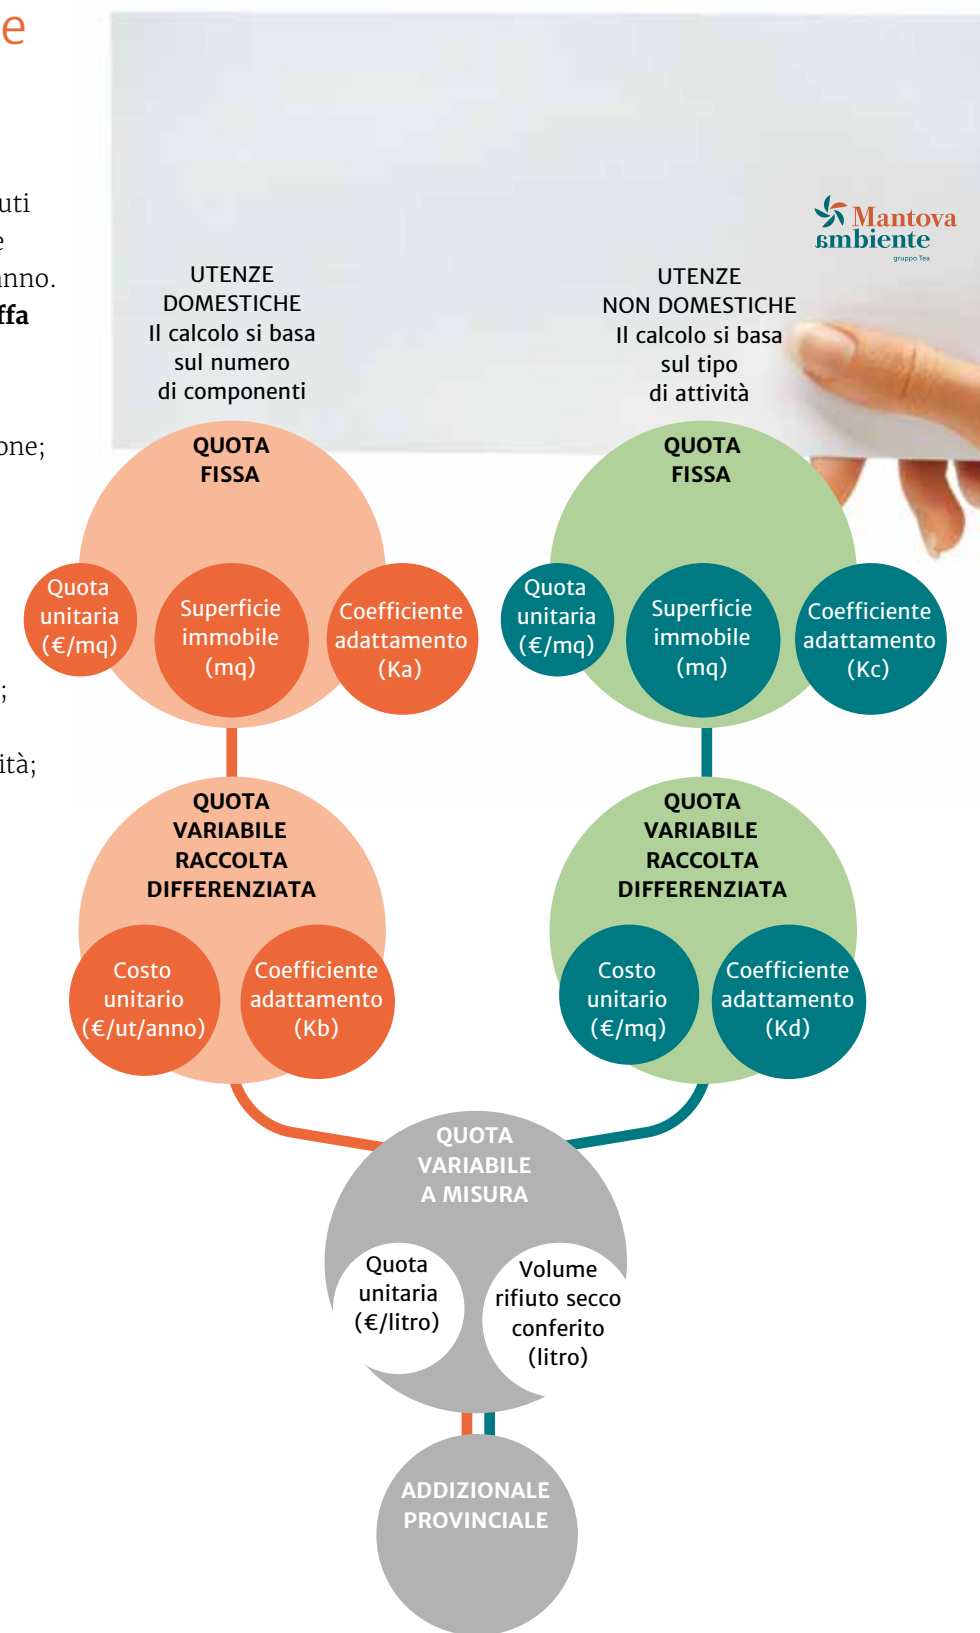 e
uti
e
anno.
ffa
one;
;
ità;
Mantova
ambiente
gruppo Tea
UTENZE
DOMESTICHE
Il calcolo si basa
sul numero
di componenti
UTENZE
NON DOMESTICHE
Il calcolo si basa
sul tipo
di attività
QUOTA
FISSA
Quota
unitaria
(€/mq)
Superficie
immobile
(mq)
Coefficiente
adattamento
(Ka)
QUOTA
FISSA
Quota
unitaria
(€/mq)
Superficie
immobile
(mq)
Coefficiente
adattamento
(Kc)
QUOTA
VARIABILE
RACCOLTA
DIFFERENZIATA
Costo
unitario
(€/ut/anno)
Coefficiente
adattamento
(Kb)
QUOTA
VARIABILE
RACCOLTA
DIFFERENZIATA
Costo
unitario
(€/mq)
Coefficiente
adattamento
(Kd)
QUOTA
VARIABILE
A MISURA
Quota
unitaria
(€/litro)
Volume
rifiuto secco
conferito
(litro)
ADDIZIONALE
PROVINCIALE